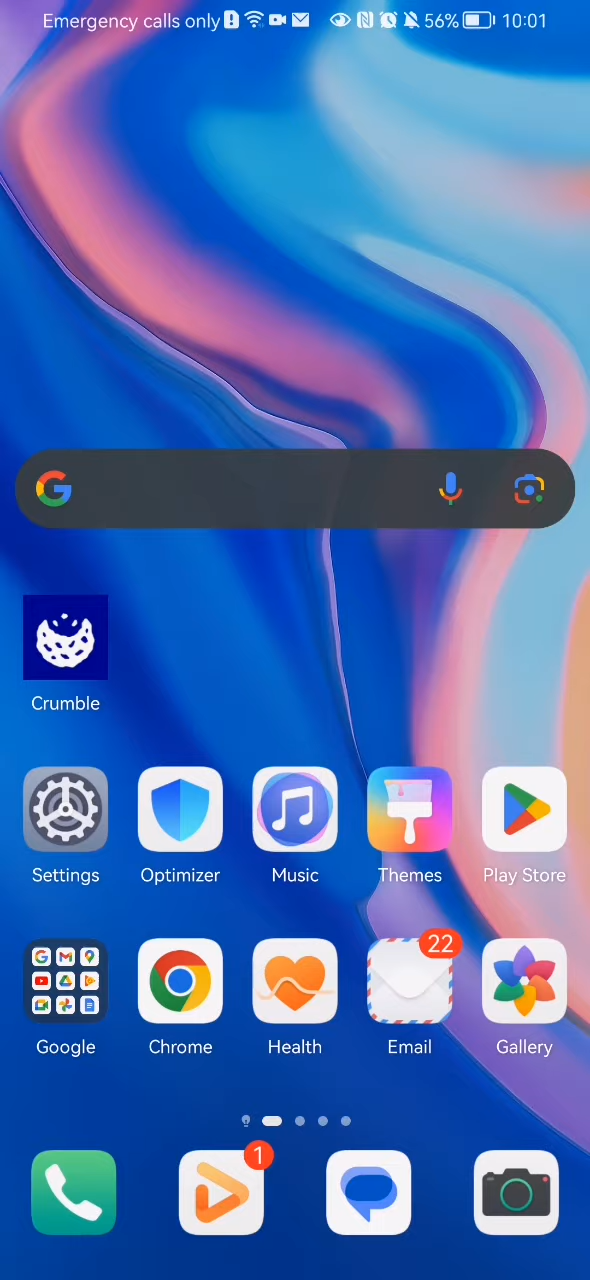 Emergency calls only 56% 10:01
Crumble
Settings Optimizer Music Themes Play Store
22
Google Chrome Health Email Gallery
1